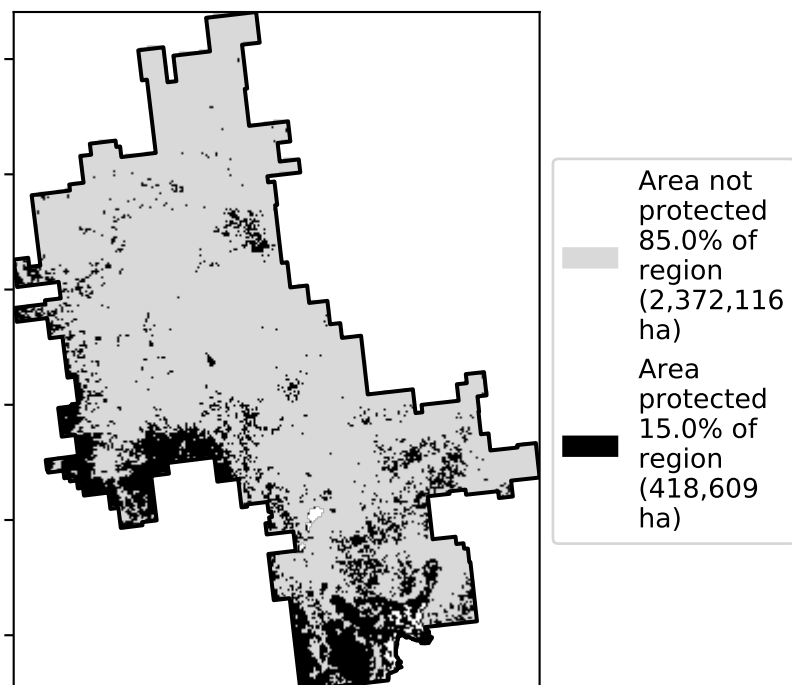 Area not
protected
85.0% of
region
(2,372,116
ha)
Area
protected
15.0% of
region
(418,609
ha)